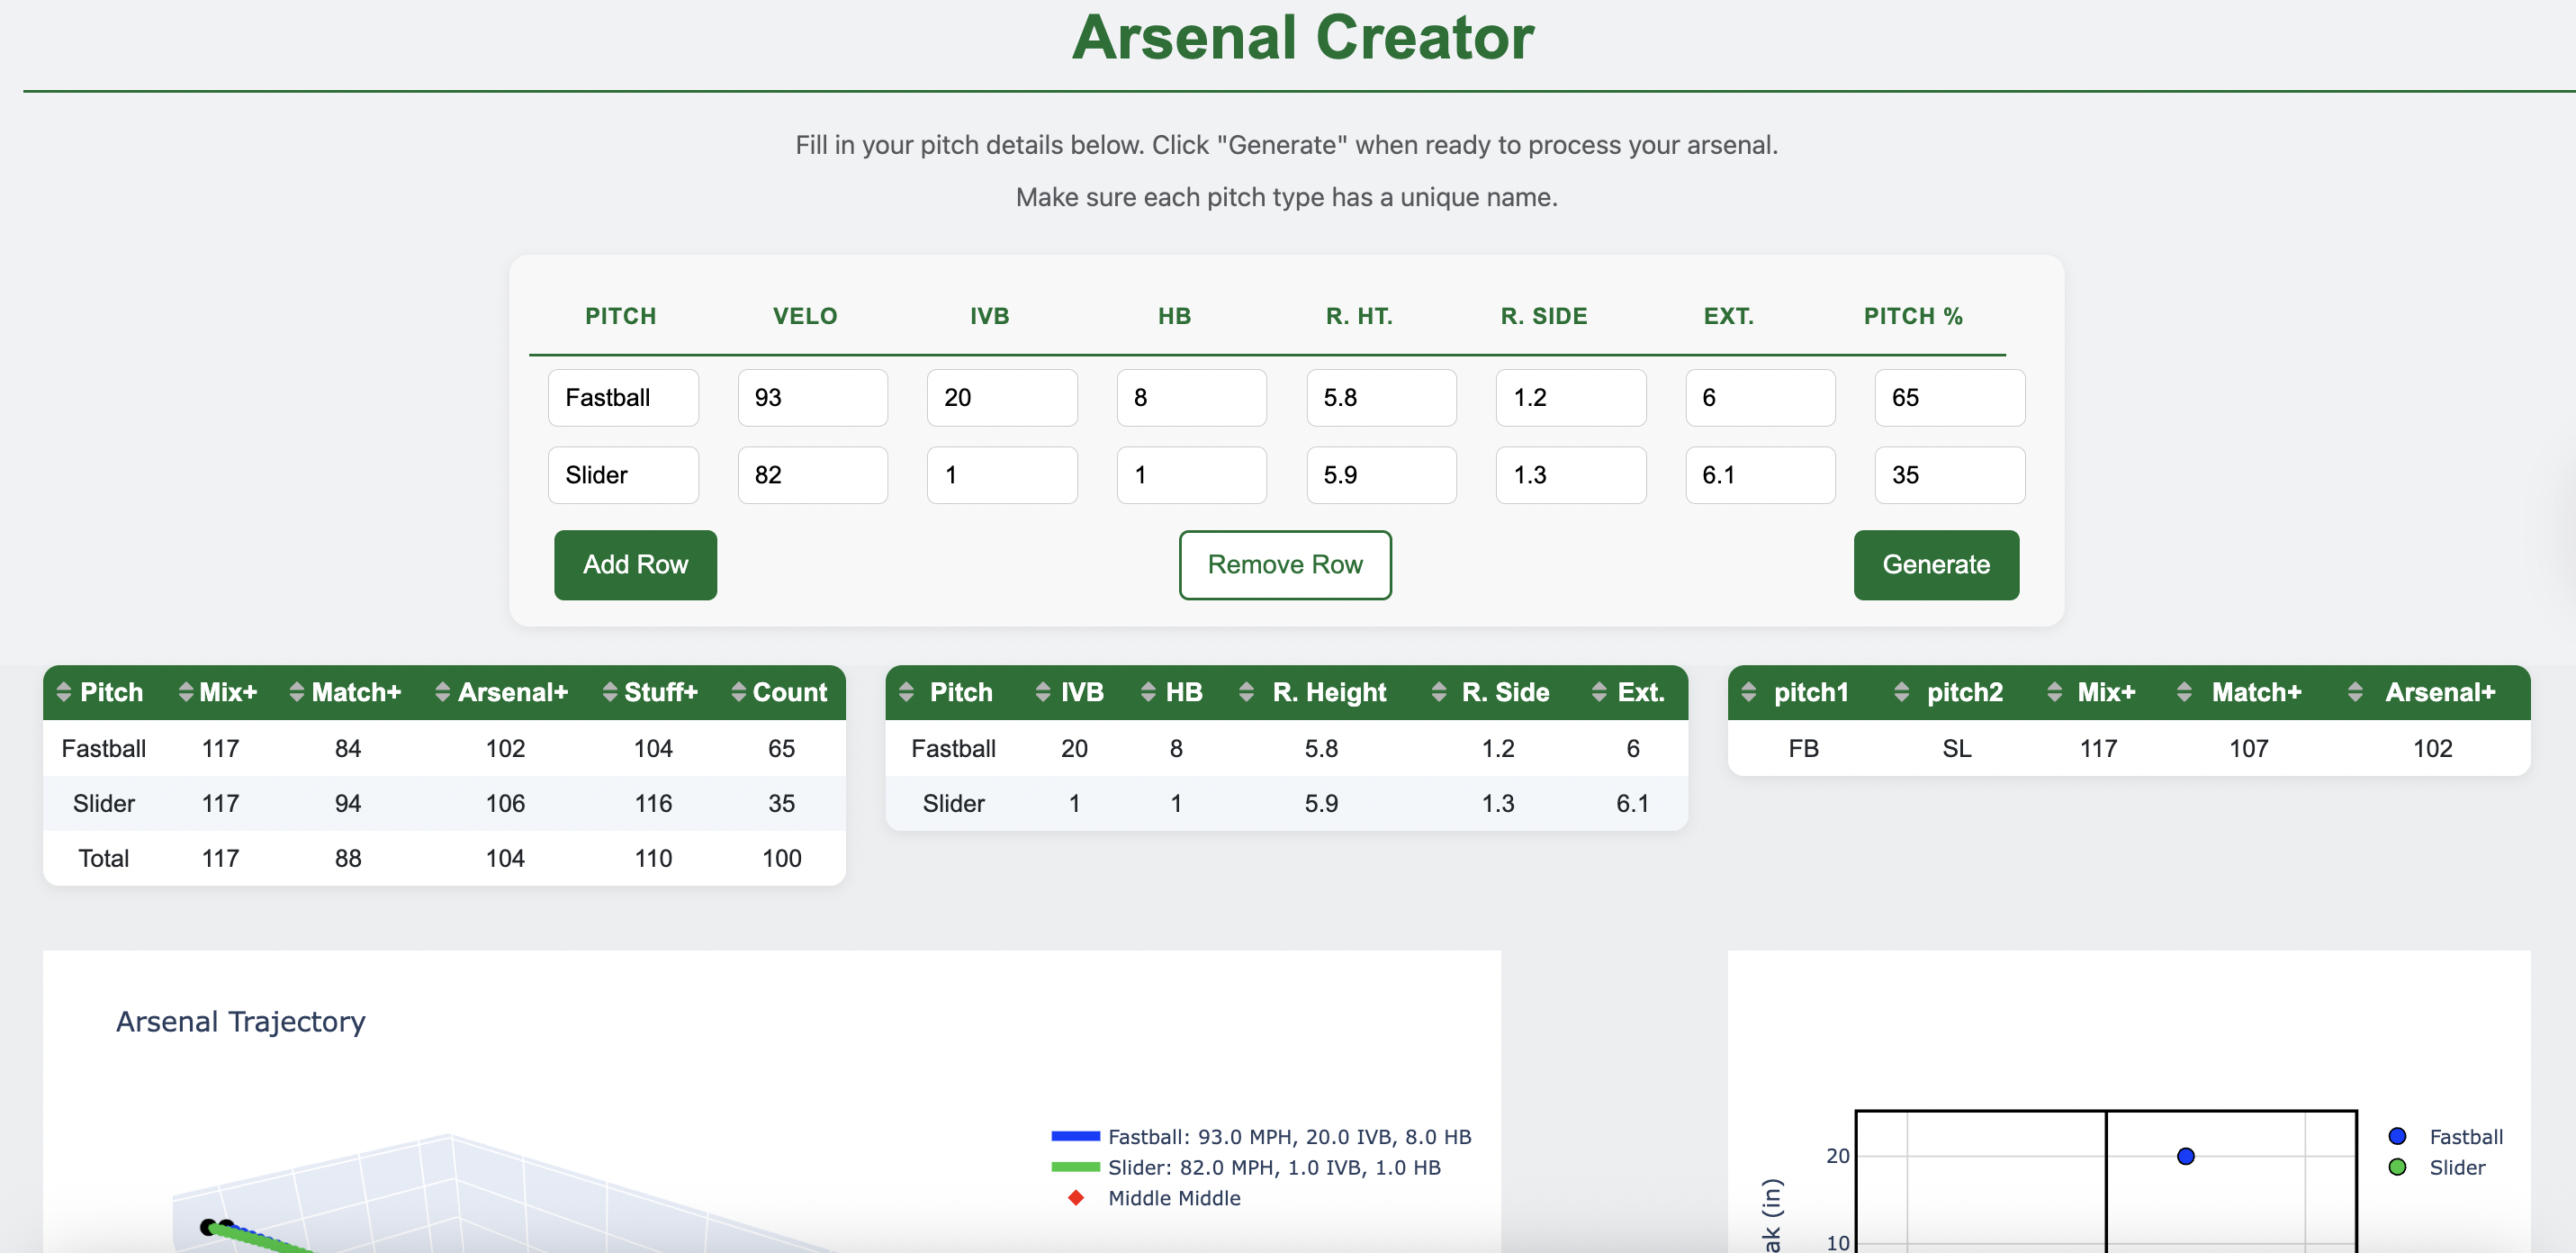 Arsenal Creator
Fill in your pitch details below. Click "Generate" when ready to process your arsenal.
Make sure each pitch type has a unique name.
PITCH VELO IVB HB R. HT. R. SIDE EXT. PITCH %
Fastball 93 20 8 5.8 1.2 6 65
Slider 82 1 1 5.9 1.3 6.1 35
Add Row Remove Row Generate
Pitch Mix+ Match+ Arsenal+ Stuff+ Count
Fastball 117 84 102 104 65
Slider 117 94 106 116 35
Total 117 88 104 110 100
Pitch IVB HB R. Height R. Side Ext.
Fastball 20 8 5.8 1.2 6
Slider 1 1 5.9 1.3 6.1
pitch1 pitch2 Mix+ Match+ Arsenal+
FB SL 117 107 102
Arsenal Trajectory
Fastball: 93.0 MPH, 20.0 IVB, 8.0 HB
Slider: 82.0 MPH, 1.0 IVB, 1.0 HB
Middle Middle
20
10
ak (in)
Fastball
Slider